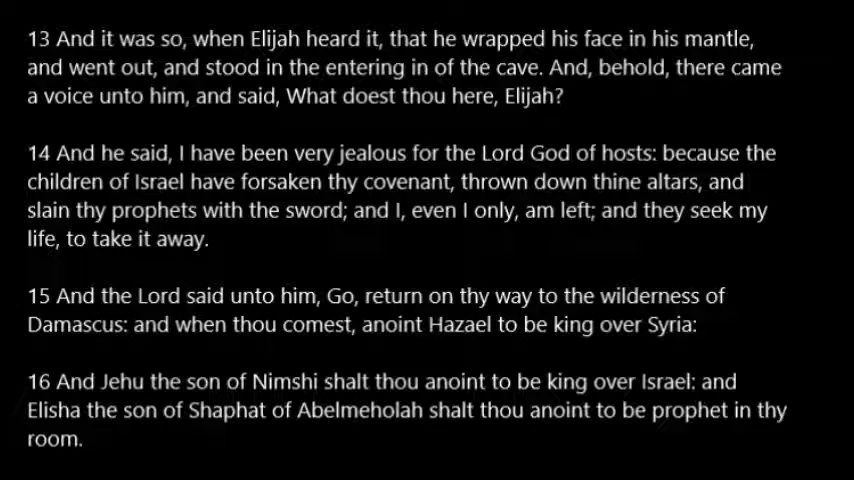 13 And it was so, when Elijah heard it, that he wrapped his face in his mantle,
and went out, and stood in the entering in of the cave. And, behold, there came
a voice unto him, and said, What doest thou here, Elijah?
14 And he said, I have been very jealous for the Lord God of hosts: because the
children of Israel have forsaken thy covenant, thrown down thine altars, and
slain thy prophets with the sword; and I, even I only, am left; and they seek my
life, to take it away.
15 And the Lord said unto him, Go, return on thy way to the wilderness of
Damascus: and when thou comest, anoint Hazael to be king over Syria:
16 And Jehu the son of Nimshi shalt thou anoint to be king over Israel: and
Elisha the son of Shaphat of Abelmeholah shalt thou anoint to be prophet in thy
room.